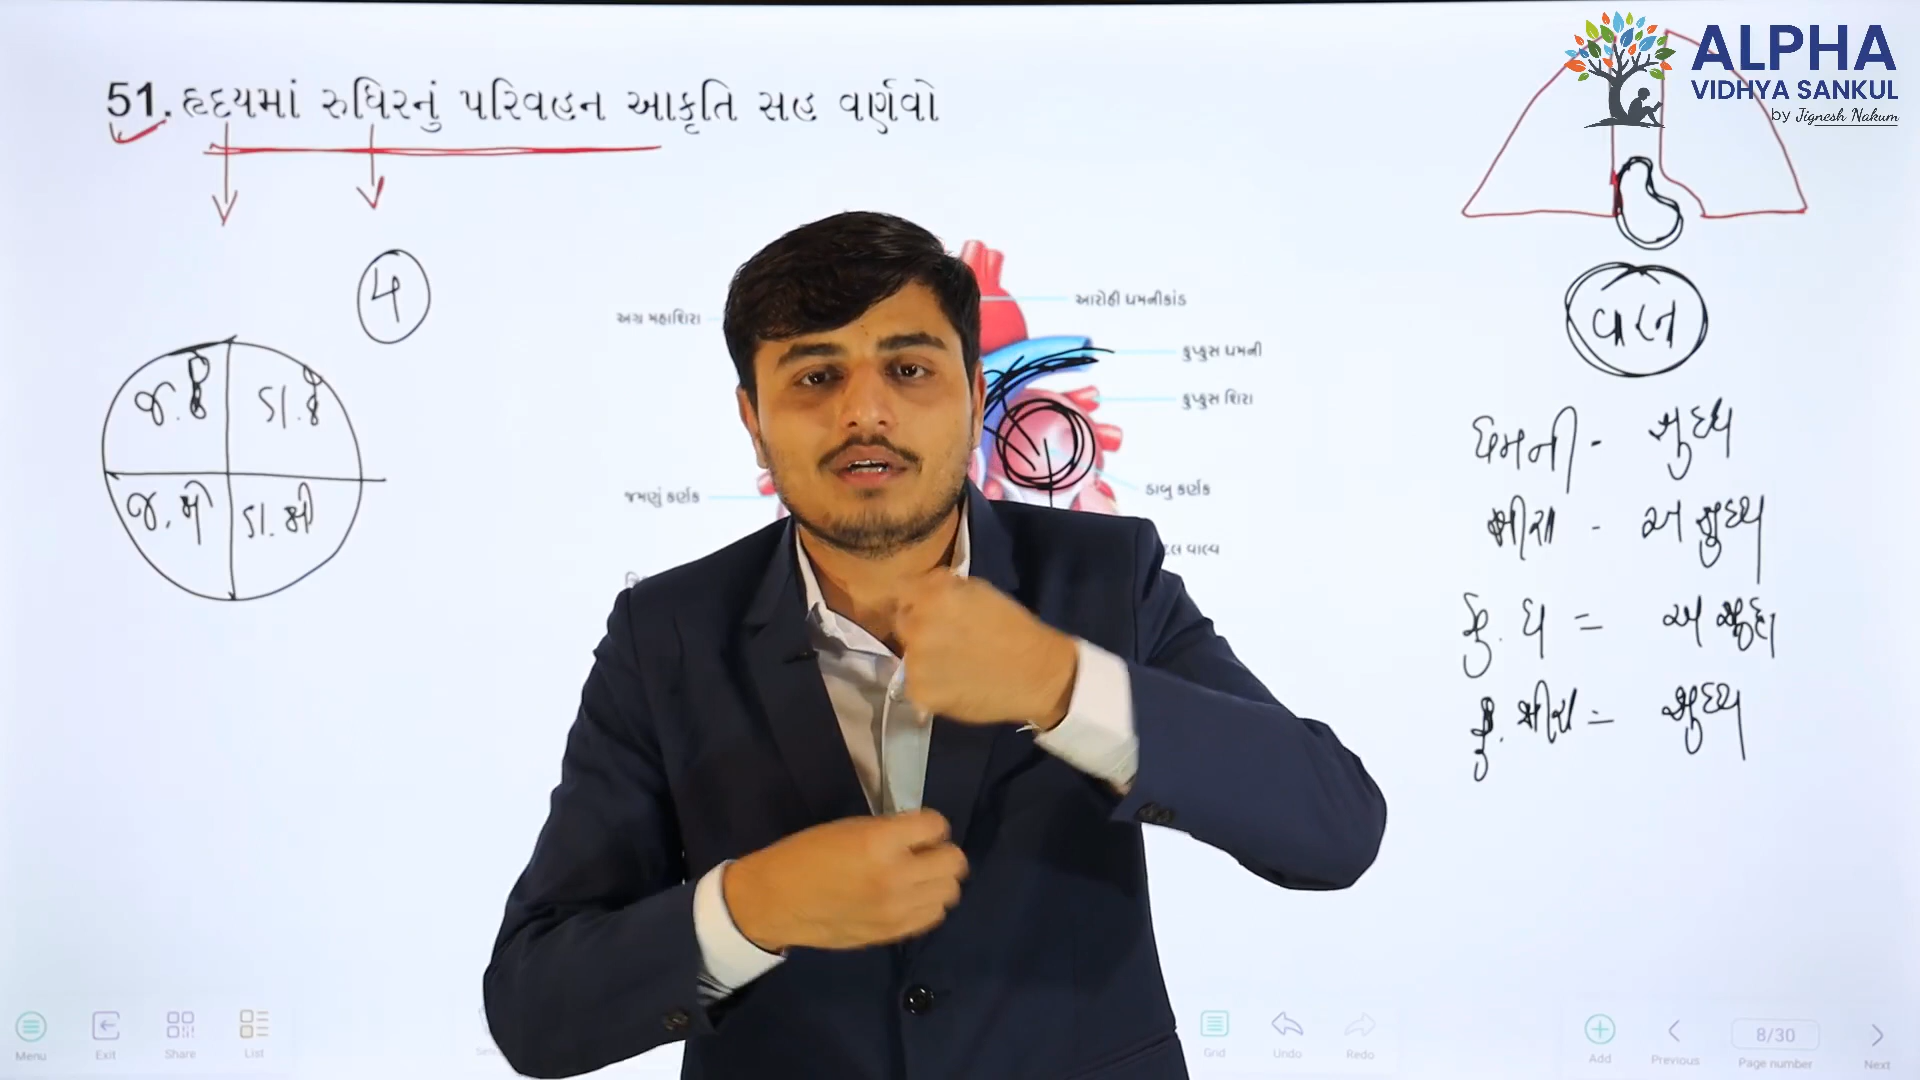 51. હૃદયમાં રુધિરનું પરિવહન આકૃતિ સહ વર્ણવો
ALPHA
VIDHYA SANKUL
by Jignesh Nakum
૫
જ. ક
ડા. ક
જ. ક્ષે
ડા. ક્ષે
અગ્ર મહાશિરા
આરોહી ધમનીકાંડ
ફુપ્ફુસ ધમની
ફુપ્ફુસ શિરા
જમણું કર્ણક
ડાબુ કર્ણક
દલ વાલ્વ
વાલ્વ
ધમની - શુદ્ધ
શીરા - અશુદ્ધ
ફુ. ધ = અશુદ્ધ
ફુ. શીરા = શુદ્ધ
Menu
Exit
Share
List
Grid
Undo
Redo
Add
Previous
8/30
Page number
Next